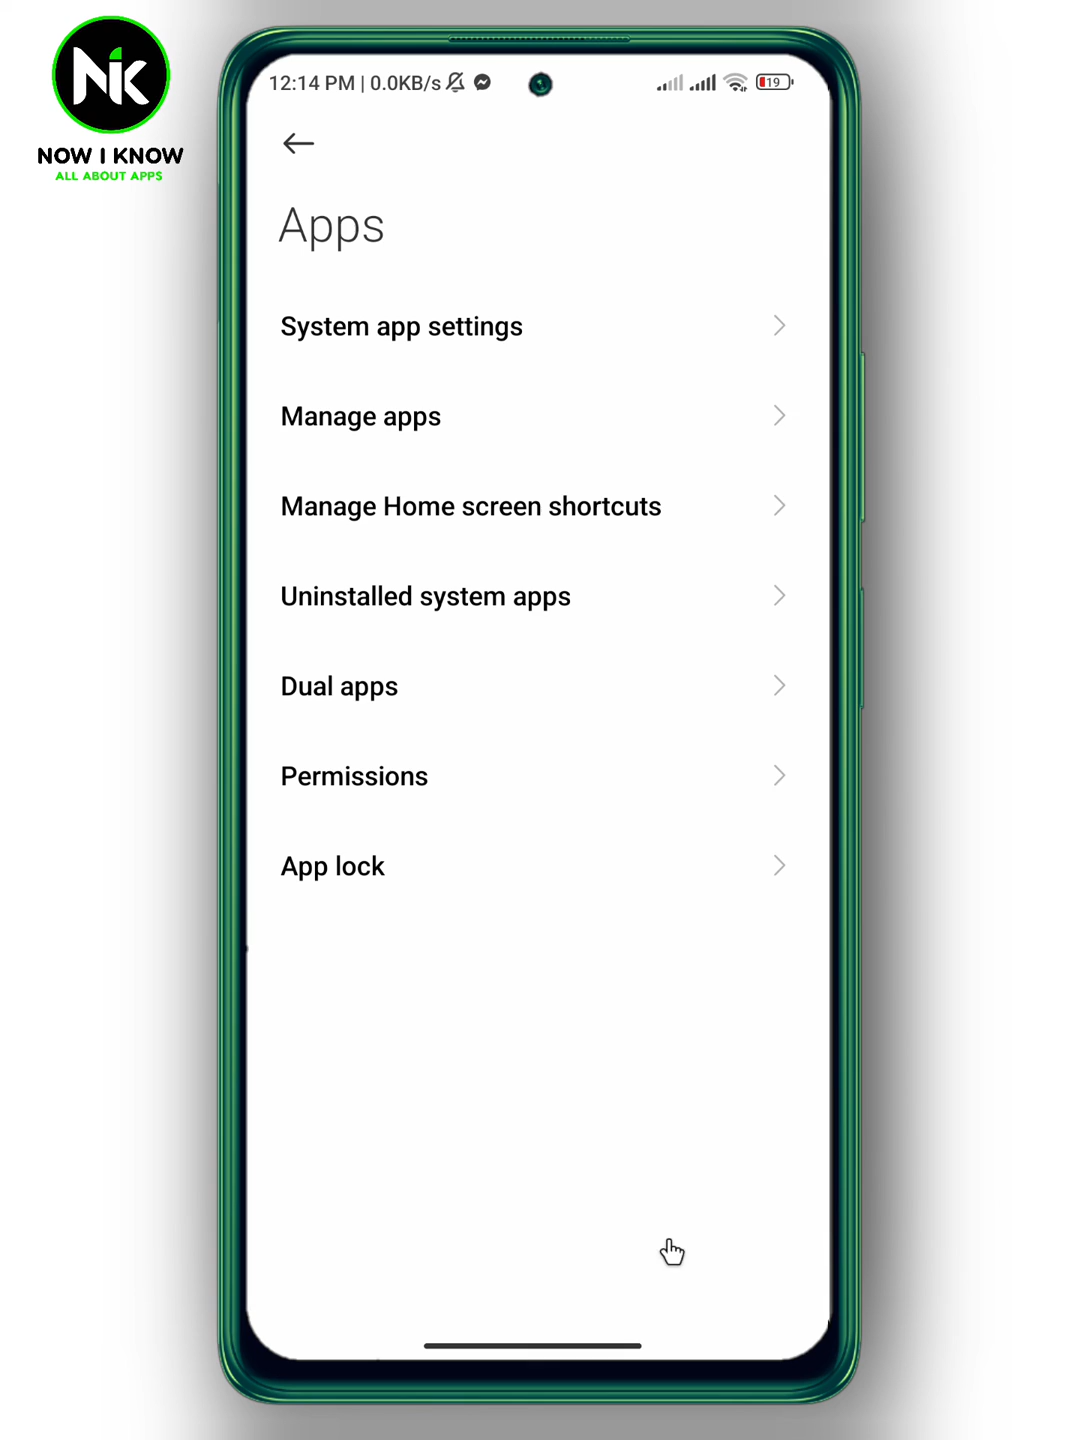 NIK
NOW I KNOW
ALL ABOUT APPS
12:14 PM | 0.0KB/s
19
Apps
System app settings
Manage apps
Manage Home screen shortcuts
Uninstalled system apps
Dual apps
Permissions
App lock